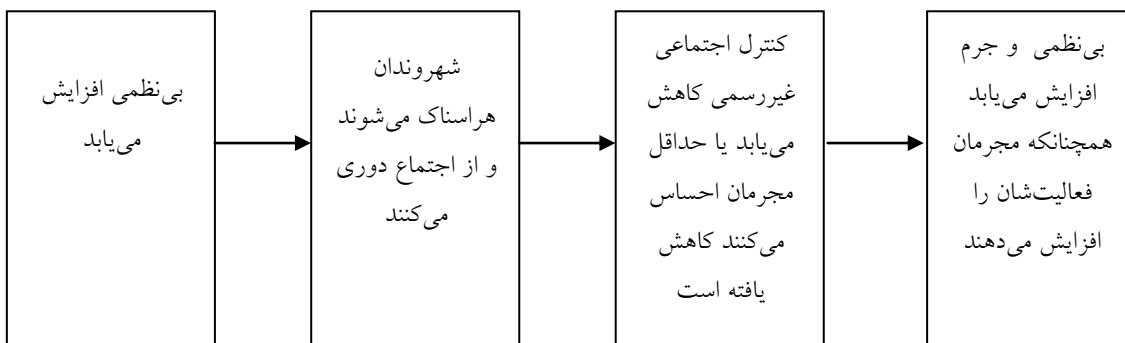 بی‌نظمی افزایش
می‌یابد
شهروندان
هراسناک می‌شوند
و از اجتماع دوری
می‌کنند
کنترل اجتماعی
غیررسمی کاهش
می‌یابد یا حداقل
مجرمان احساس
می‌کنند کاهش
یافته است
بی‌نظمی و جرم
افزایش می‌یابد
همچنانکه مجرمان
فعالیت‌شان را
افزایش می‌دهند